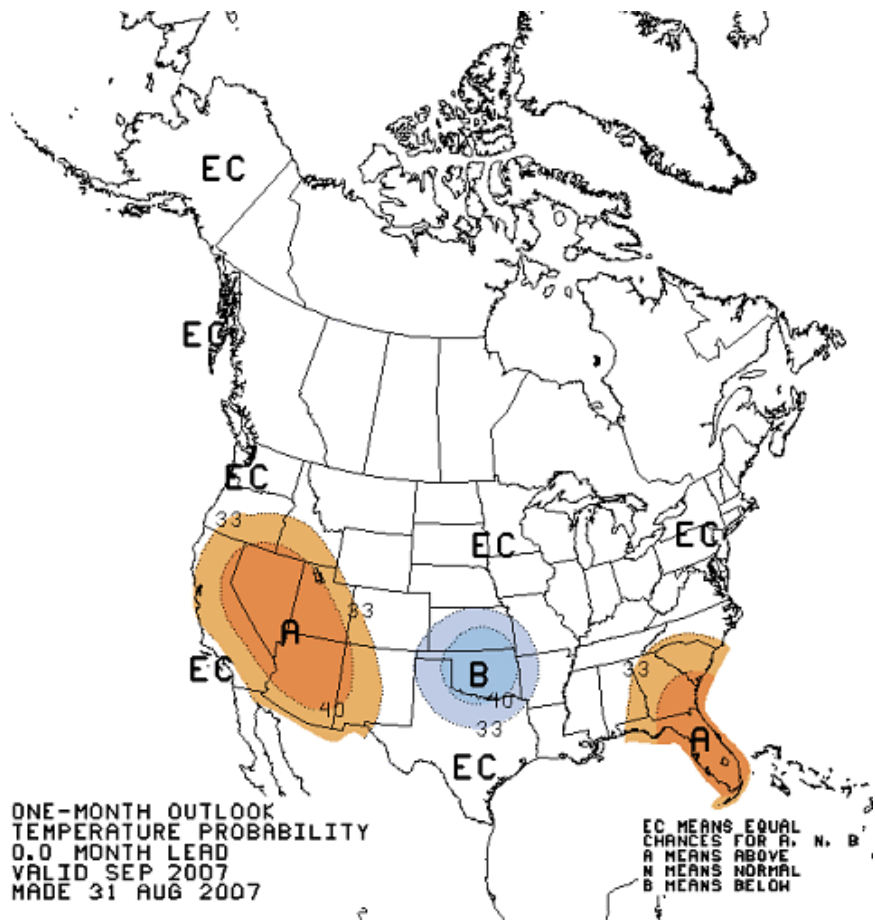 EC
EC
EC
33
EC
EC
33
A
EC
B
33
40
40
33
A
EC
ONE-MONTH OUTLOOK
TEMPERATURE PROBABILITY
0.0 MONTH LEAD
VALID SEP 2007
MADE 31 AUG 2007
EC MEANS EQUAL
CHANCES FOR A, N, B
A MEANS ABOVE
N MEANS NORMAL
B MEANS BELOW